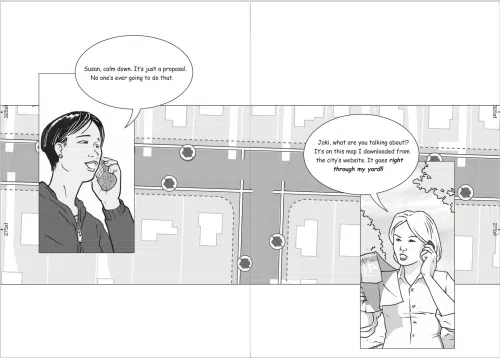 Susan, calm down. It's just a proposal.
No one's ever going to do that.
Jaki, what are you talking about!?
It's on this map I downloaded from
the city's website. It goes right
through my yard!!